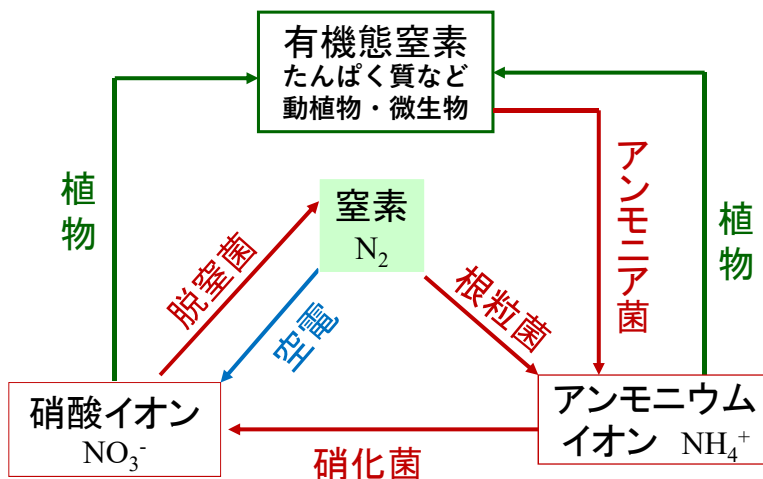 有機態窒素
たんぱく質など
動植物・微生物
植物
アンモニア菌
植物
窒素
N₂
脱窒菌
空電
根粒菌
硝酸イオン
NO₃⁻
アンモニウム
イオン NH₄⁺
硝化菌